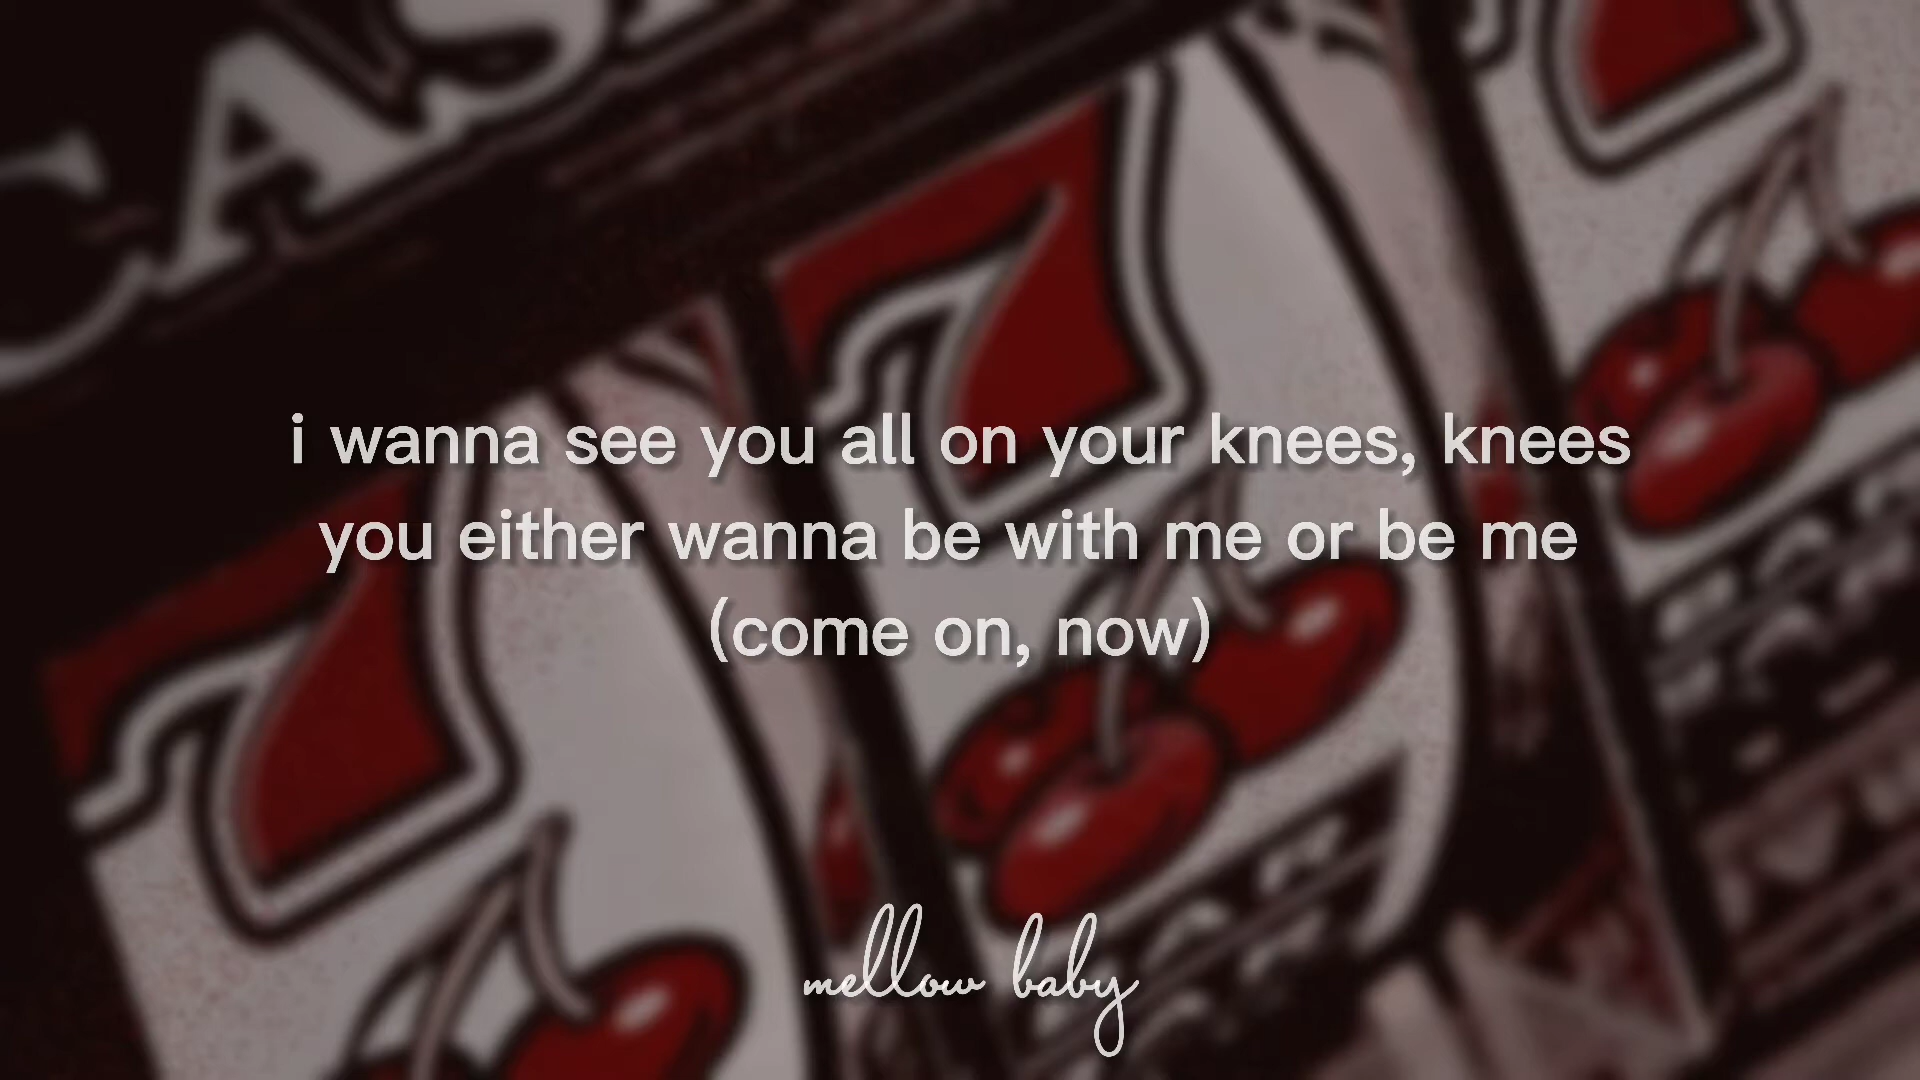 CAS
i wanna see you all on your knees, knees
you either wanna be with me or be me
(come on, now)
mellow baby